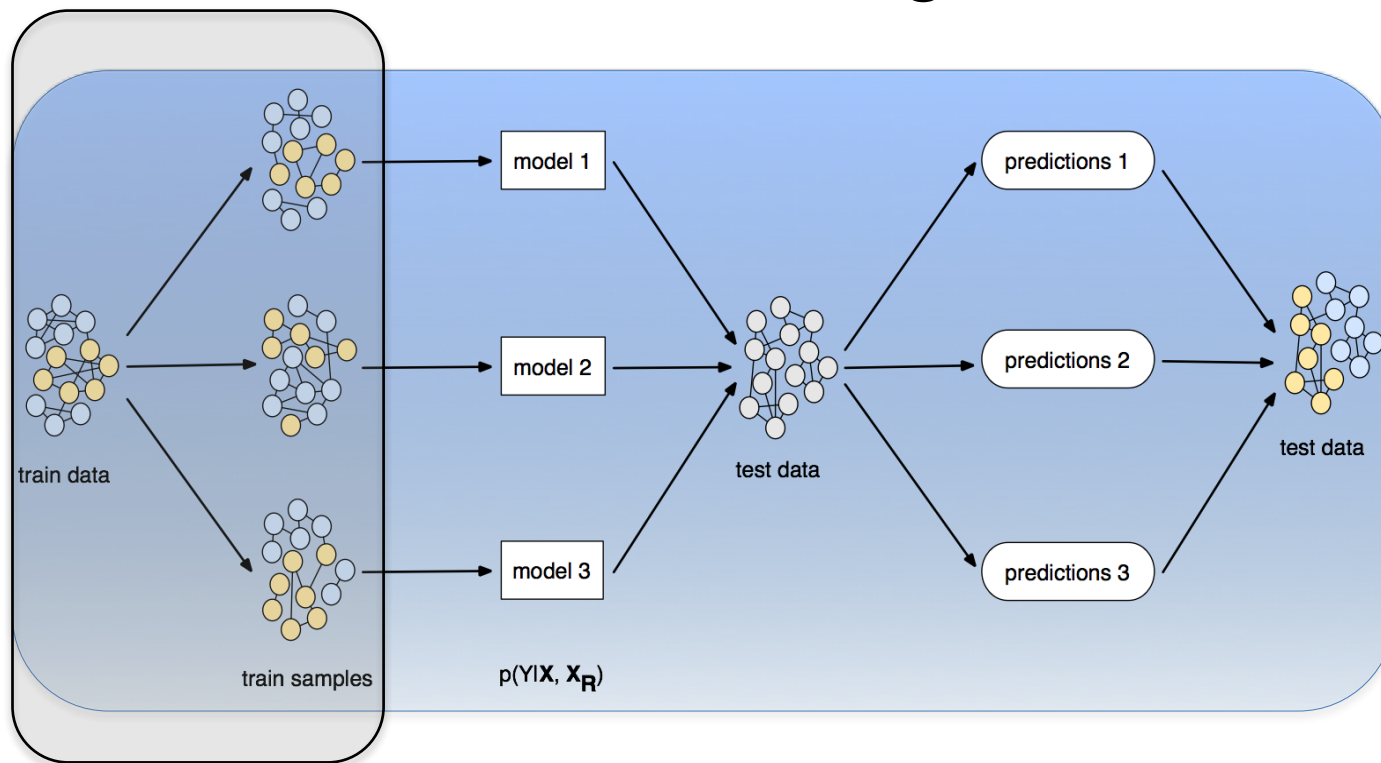 model 1
predictions 1
model 2
predictions 2
train data
test data
test data
model 3
predictions 3
train samples
p(Y|X, XR)